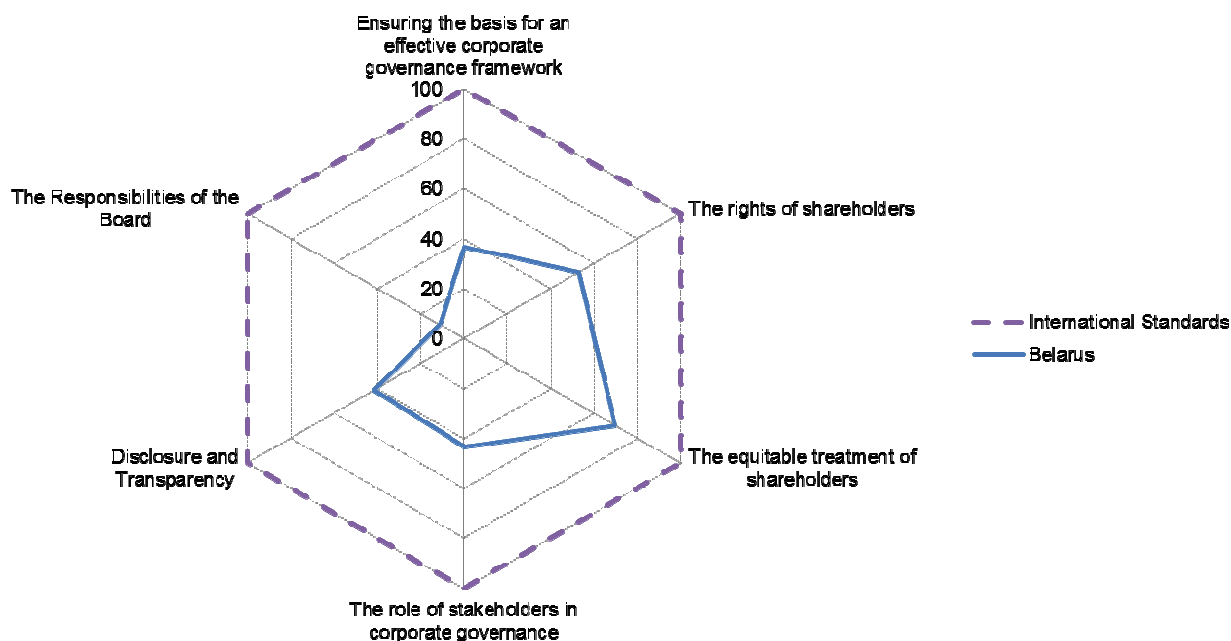 Ensuring the basis for an
effective corporate
governance framework
100
80
60
40
20
0
The Responsibilities of the
Board
The rights of shareholders
International Standards
Belarus
Disclosure and
Transparency
The equitable treatment of
shareholders
The role of stakeholders in
corporate governance